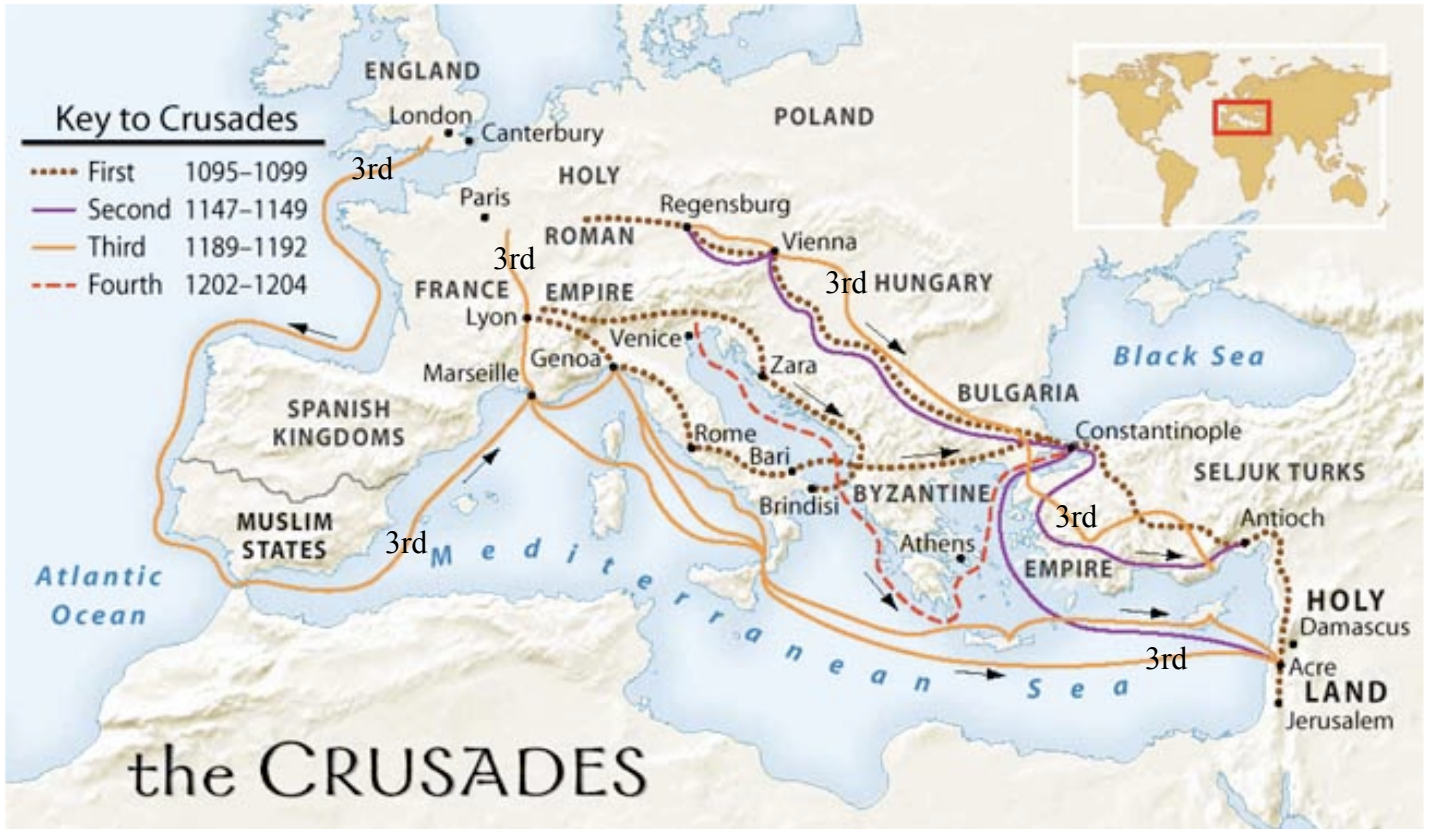 ENGLAND
London
Canterbury
POLAND
Key to Crusades
First 1095–1099
Second 1147–1149
Third 1189–1192
Fourth 1202–1204
3rd
HOLY
Paris
Regensburg
ROMAN
Vienna
3rd
3rd
HUNGARY
FRANCE
EMPIRE
Lyon
Venice
Genoa
Marseille
Zara
Black Sea
BULGARIA
SPANISH
KINGDOMS
Rome
Bari
Constantinople
SELJUK TURKS
Brindisi
BYZANTINE
MUSLIM
STATES
3rd
3rd
Antioch
Athens
EMPIRE
Mediterranean Sea
Atlantic
Ocean
HOLY
Damascus
3rd
Acre
LAND
Jerusalem
the CRUSADES